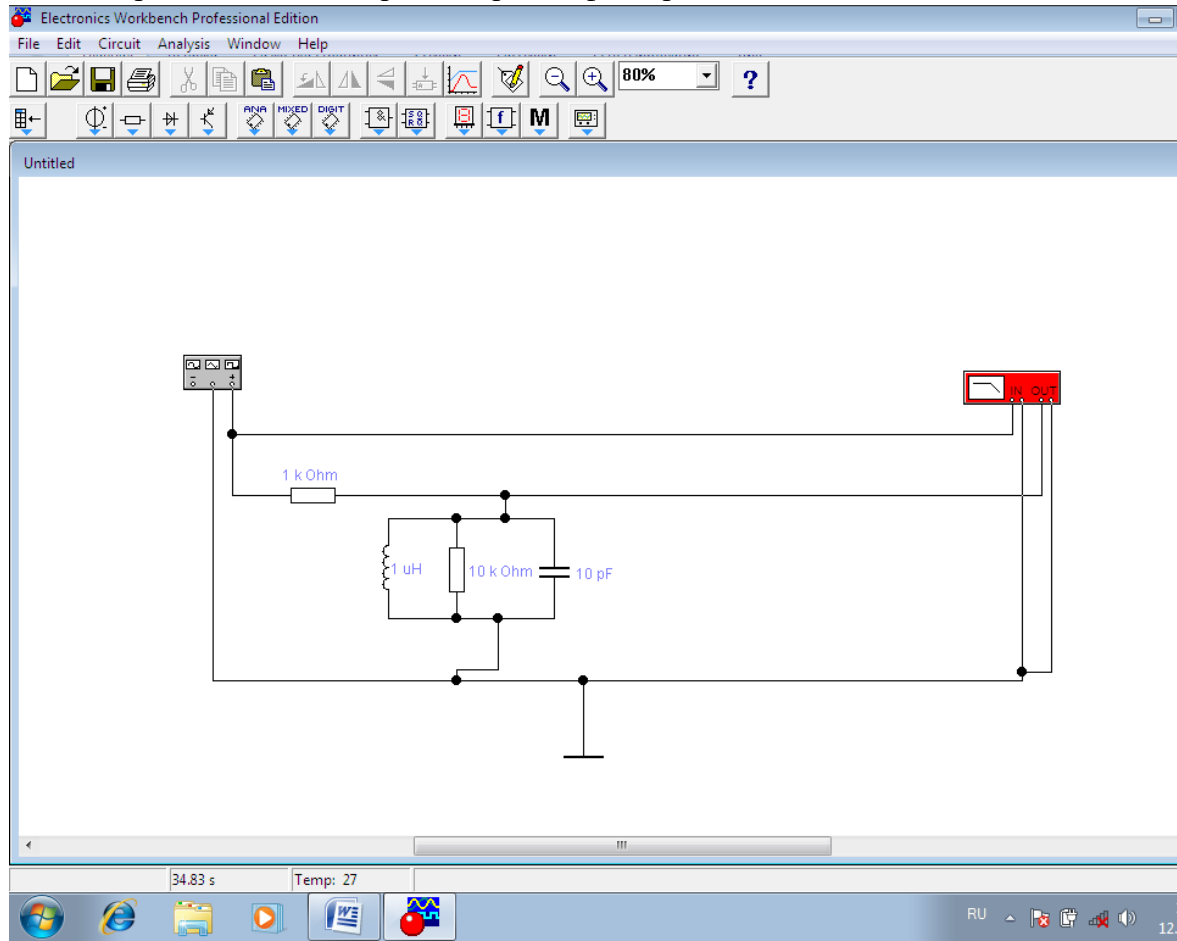 Electronics Workbench Professional Edition
File Edit Circuit Analysis Window Help
80%
?
ANA MIXED DIGIT
M
Untitled
IN OUT
1 k Ohm
1 uH
10 k Ohm
10 pF
34.83 s Temp: 27
RU
12.